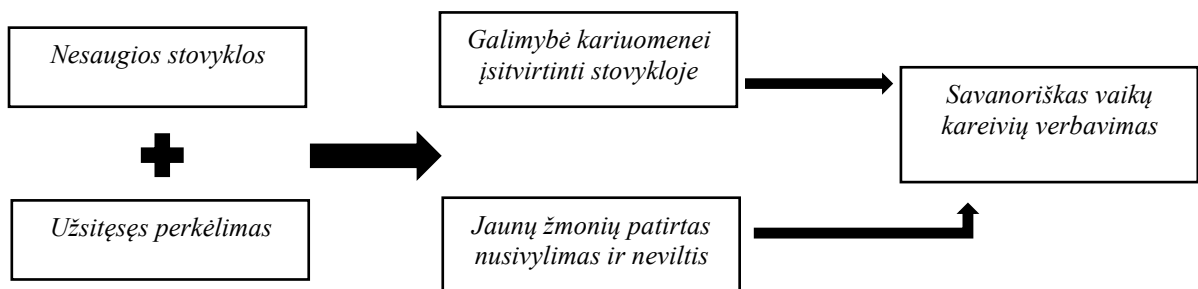 Nesaugios stovyklos
Užsitęsęs perkėlimas
Galimybė kariuomenei
įsitvirtinti stovykloje
Jaunų žmonių patirtas
nusivylimas ir neviltis
Savanoriškas vaikų
kareivių verbavimas